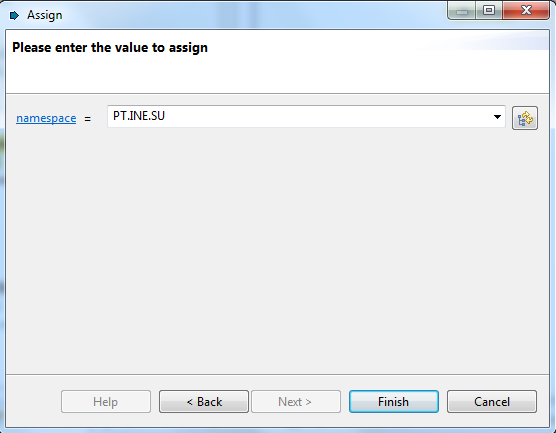 Assign
Please enter the value to assign
namespace = PT.INE.SU
Help < Back Next > Finish Cancel